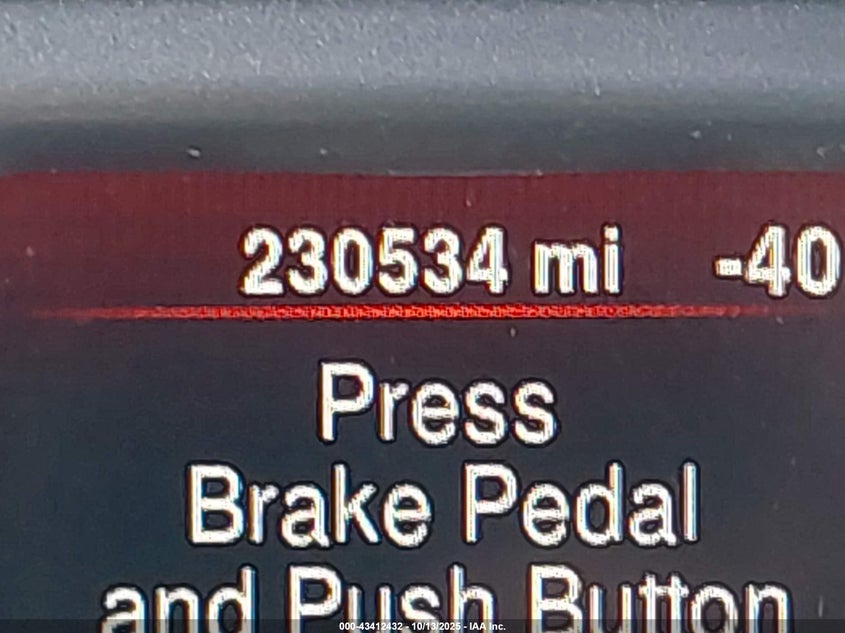 230534 mi -40
Press
Brake Pedal
and Push Button
000-43412432 - 10/13/2025 - IAA Inc.